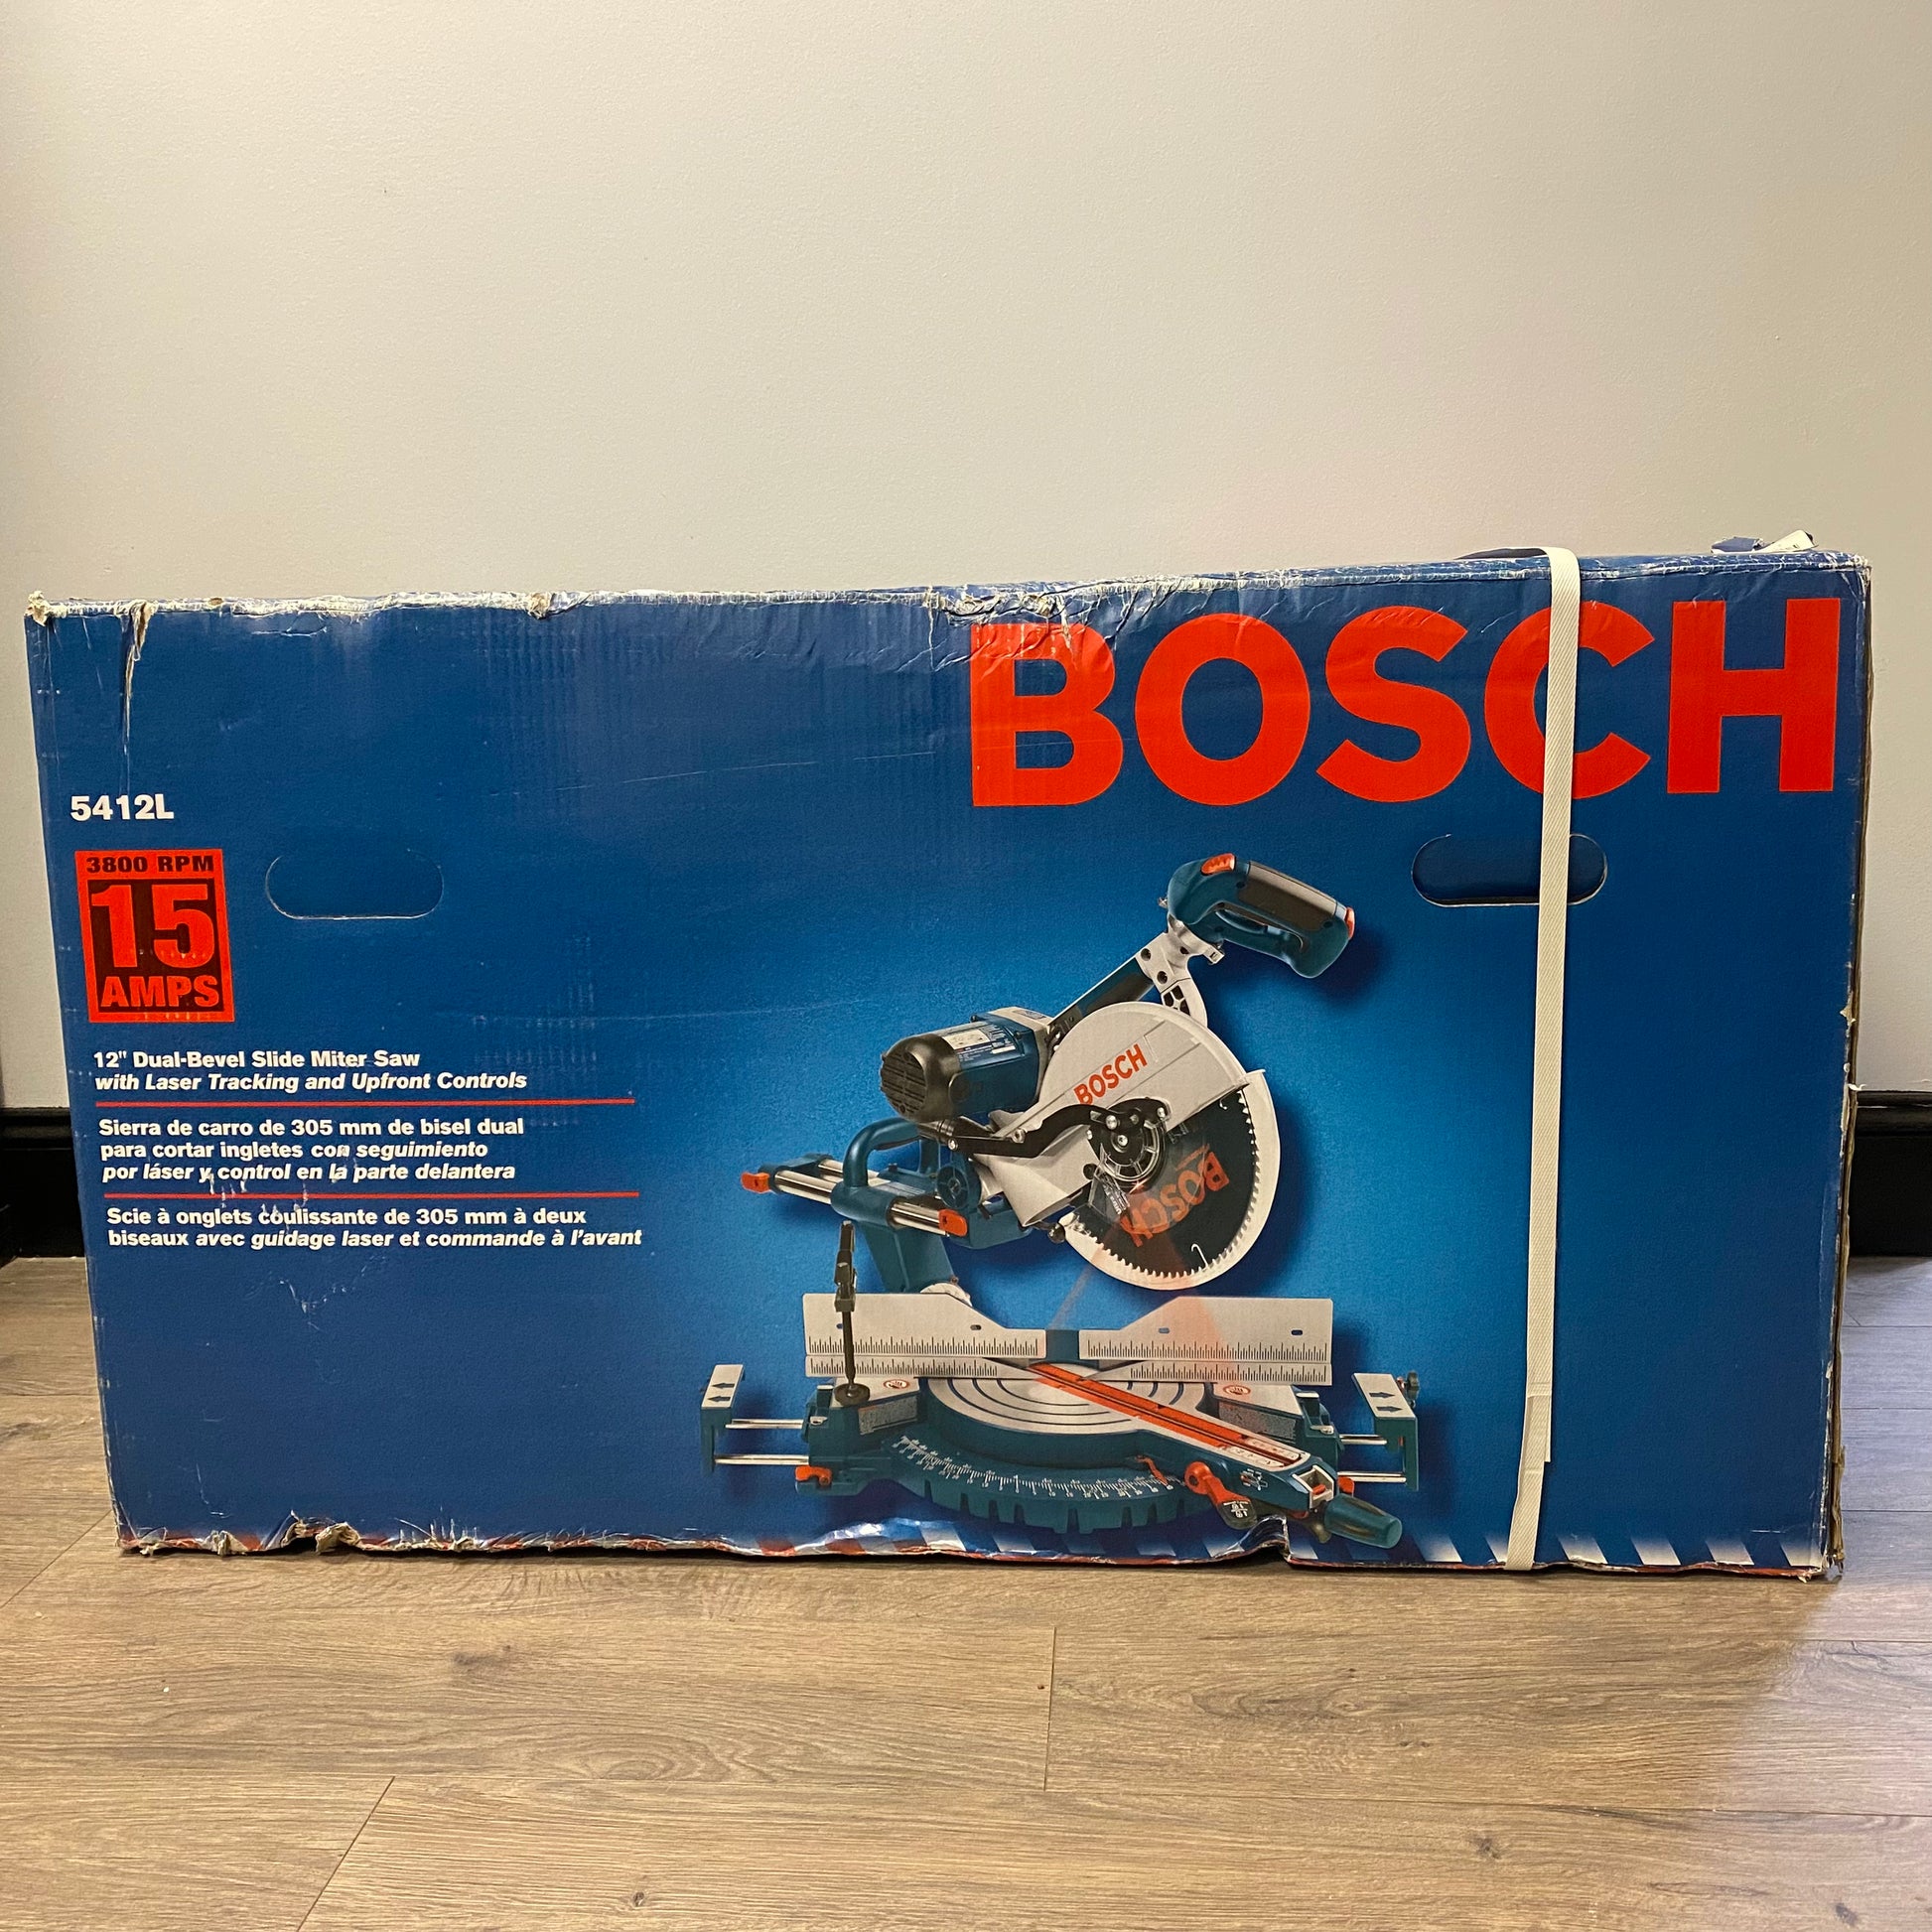 BOSCH
5412L
3800 RPM
15
AMPS
12" Dual-Bevel Slide Miter Saw
with Laser Tracking and Upfront Controls
Sierra de carro de 305 mm de bisel dual
para cortar ingletes con seguimiento
por láser y control en la parte delantera
Scie à onglets coulissante de 305 mm à deux
biseaux avec guidage laser et commande à l'avant
BOSCH
BOSCH